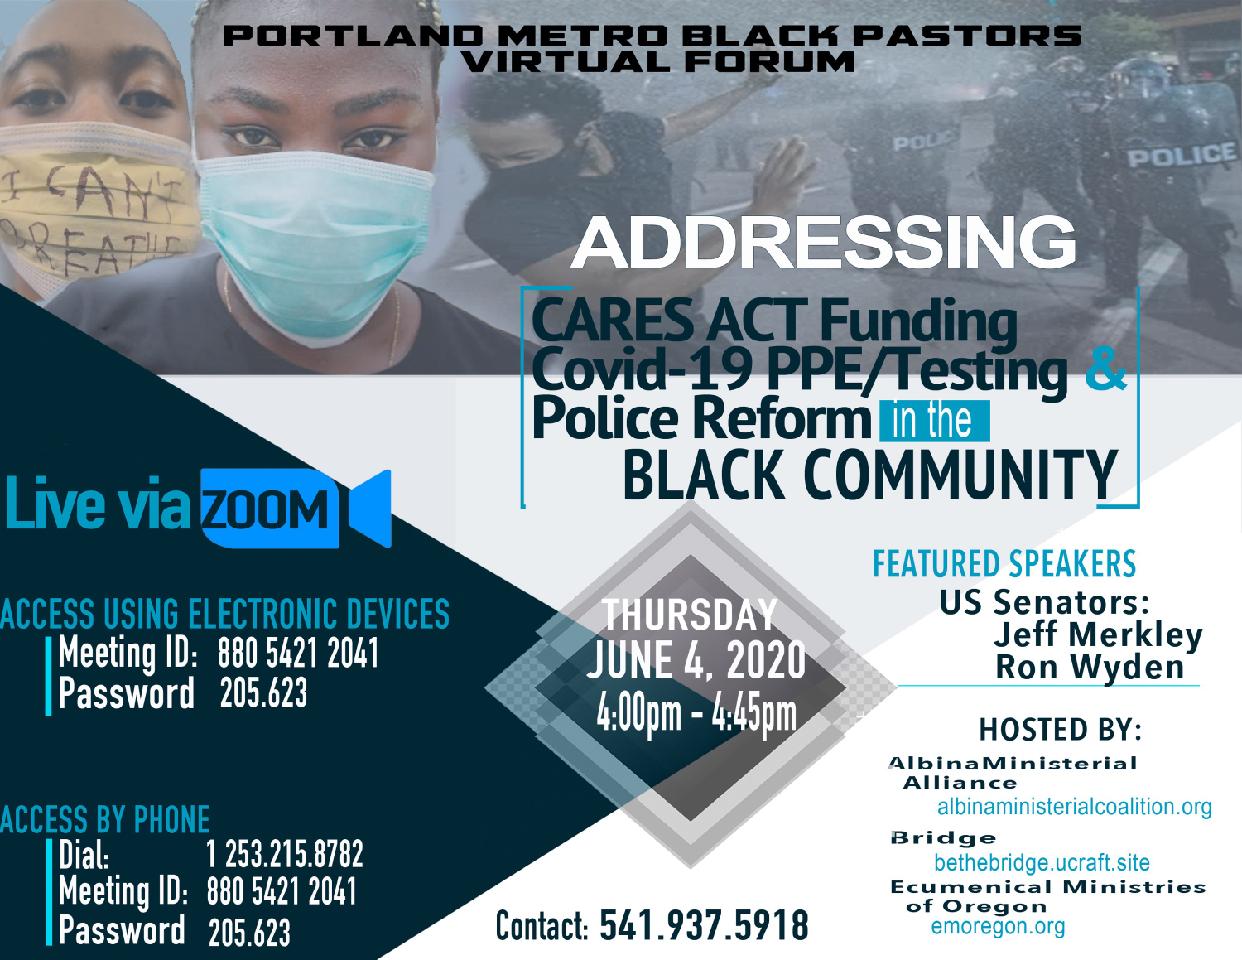 PORTLAND METRO BLACK PASTORS
VIRTUAL FORUM
I CAN'T
BREATHE
POLICE
POLICE
ADDRESSING
CARES ACT Funding
Covid-19 PPE/Testing &
Police Reform in the
BLACK COMMUNITY
Live via ZOOM
ACCESS USING ELECTRONIC DEVICES
Meeting ID: 880 5421 2041
Password 205.623
ACCESS BY PHONE
Dial: 1 253.215.8782
Meeting ID: 880 5421 2041
Password 205.623
THURSDAY
JUNE 4, 2020
4:00pm - 4:45pm
Contact: 541.937.5918
FEATURED SPEAKERS
US Senators:
Jeff Merkley
Ron Wyden
HOSTED BY:
AlbinaMinisterial
Alliance
albinaministerialcoalition.org
Bridge
bethebridge.ucraft.site
Ecumenical Ministries
of Oregon
emoregon.org